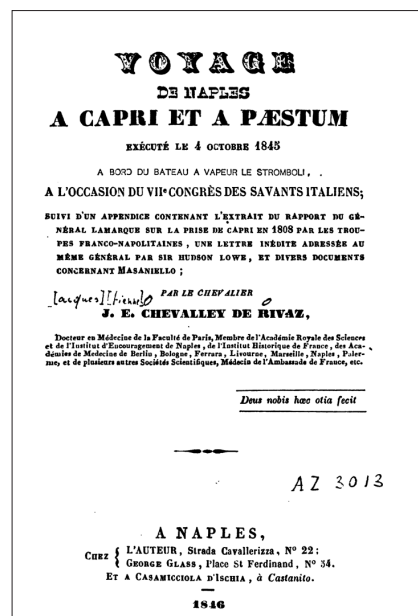 VOYAGE
DE NAPLES
A CAPRI ET A PÆSTUM
EXÉCUTÉ LE 4 OCTOBRE 1845
A BORD DU BATEAU A VAPEUR LE STROMBOLI,
A L'OCCASION DU VIIᵉ CONGRÈS DES SAVANTS ITALIENS;
SUIVI D'UN APPENDICE CONTENANT L'EXTRAIT DU RAPPORT DU GÉ-
NÉRAL LAMARQUE SUR LA PRISE DE CAPRI EN 1808 PAR LES TROU-
PES FRANCO-NAPOLITAINES, UNE LETTRE INÉDITE ADRESSÉE AU
MÊME GÉNÉRAL PAR SIR HUDSON LOWE, ET DIVERS DOCUMENTS
CONCERNANT MASANIELLO;
[acques] PAR LE CHEVALIER
J. E. CHEVALLEY DE RIVAZ,
Docteur en Médecine de la Faculté de Paris, Membre de l'Académie Royale des Sciences
et de l'Institut d'Encouragement de Naples, de l'Institut Historique de France, des Aca-
démies de Medecine de Berlin, Bologne, Ferrara, Livourne, Marseille, Naples, Paler-
me, et de plusieurs autres Sociétés Scientifiques, Médecin de l'Ambassade de France, etc.
Deus nobis hæc otia fecit
AZ 3013
A NAPLES,
CHEZ { L'AUTEUR, Strada Cavallerizza, N° 22;
GEORGE GLASS, Place St Ferdinand, N° 34.
ET A CASAMICCIOLA D'ISCHIA, à Castanito.
1846